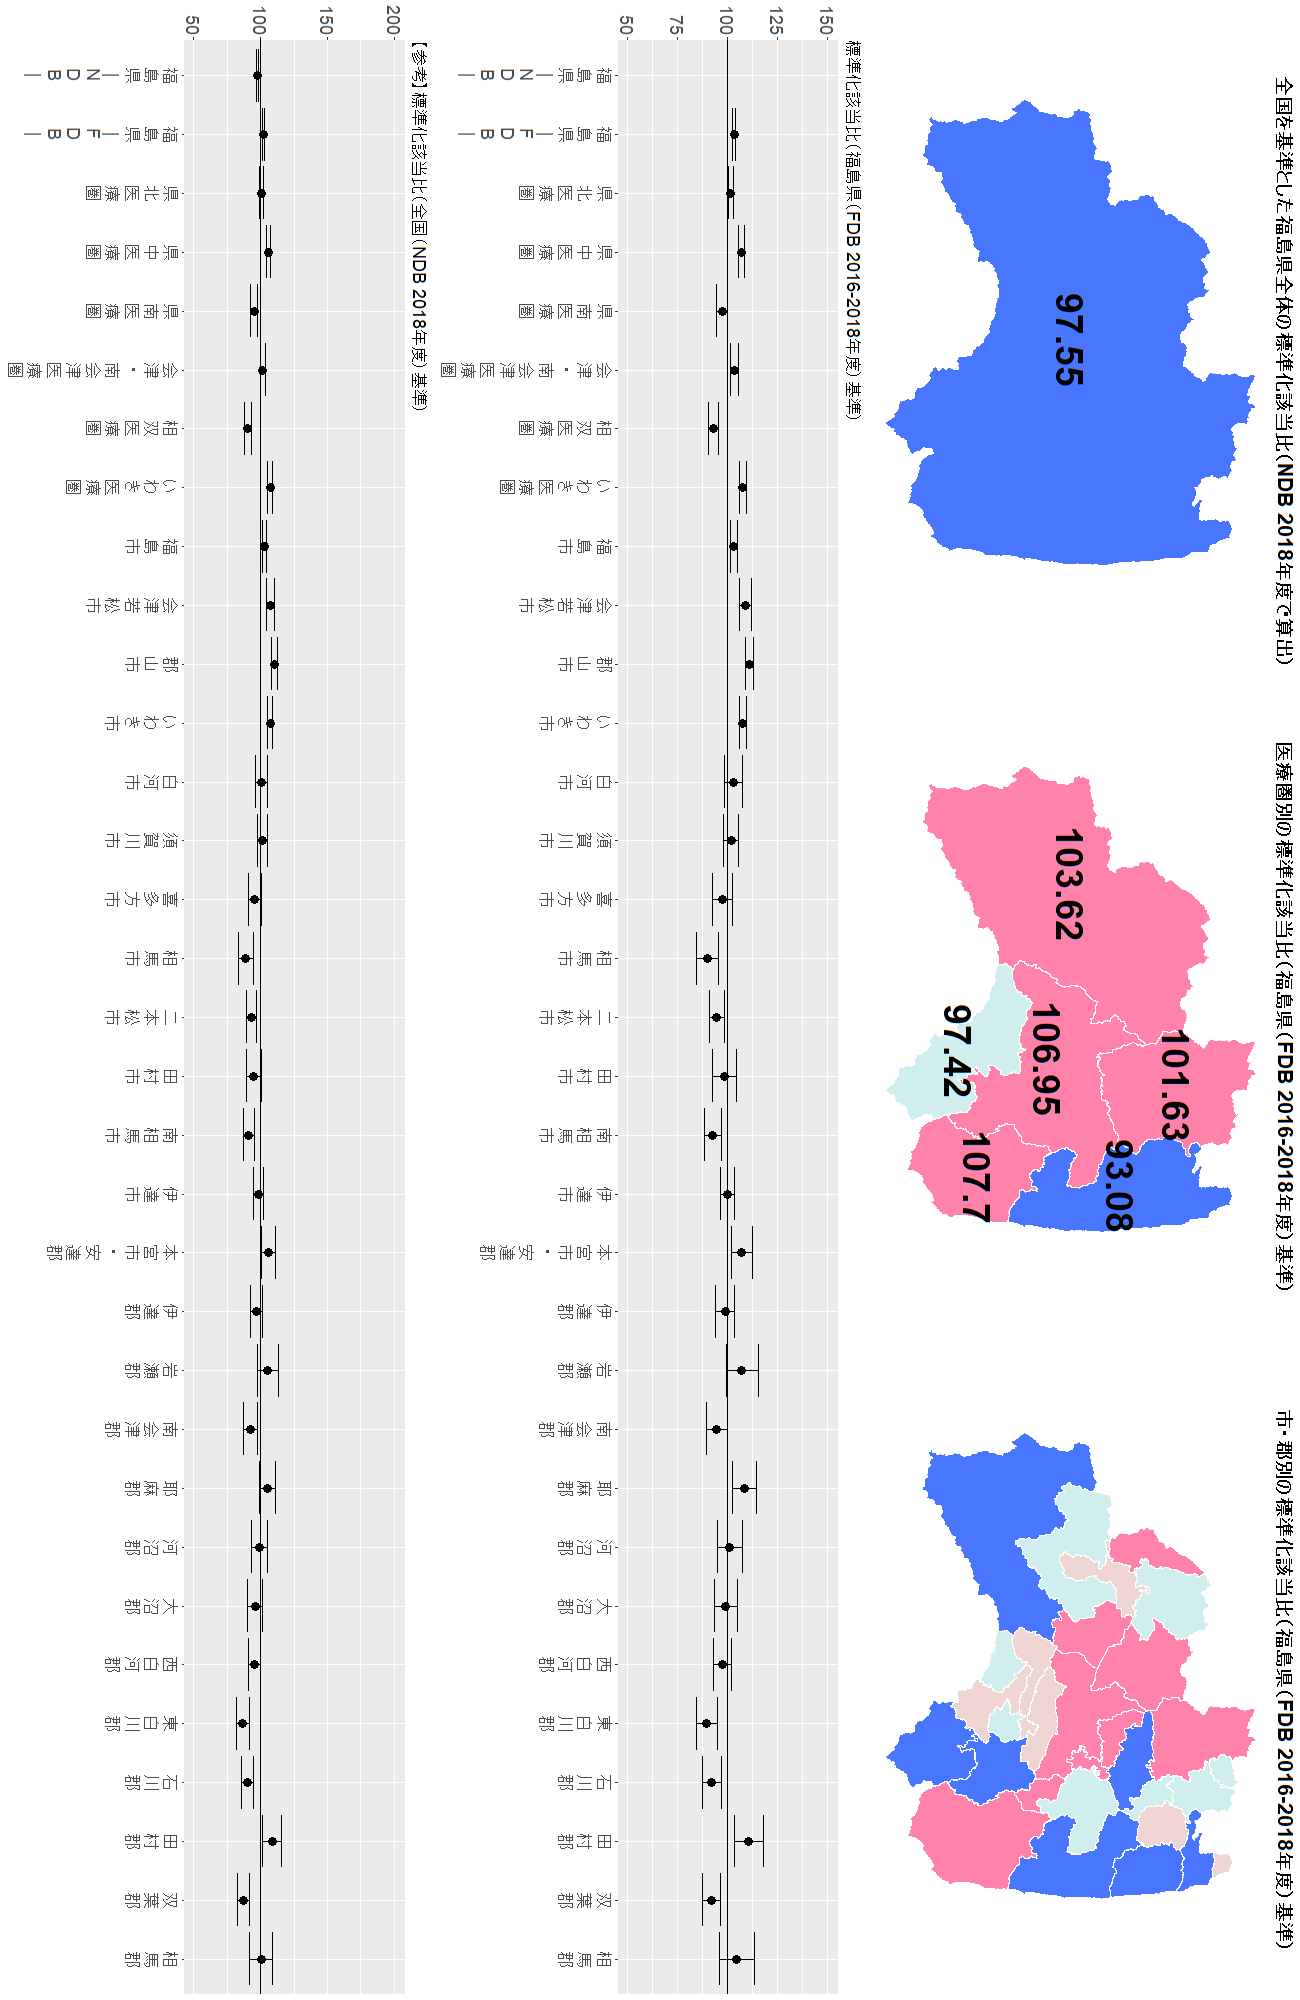 全国を基準とした福島県全体の標準化該当比(NDB 2018年度で算出)
97.55
医療圏別の標準化該当比(福島県(FDB 2016-2018年度)基準)
103.62
101.63
106.95
97.42
93.08
107.7
市・郡別の標準化該当比(福島県(FDB 2016-2018年度)基準)
標準化該当比(福島県(FDB 2016-2018年度)基準)
150
125
100
75
50
福島県|NDB|
福島県|FDB|
県北医療圏
県中医療圏
県南医療圏
会津・南会津医療圏
相双医療圏
いわき医療圏
福島市
会津若松市
郡山市
いわき市
白河市
須賀川市
喜多方市
相馬市
二本松市
田村市
南相馬市
伊達市
本宮市・安達郡
伊達郡
岩瀬郡
南会津郡
耶麻郡
河沼郡
大沼郡
西白河郡
東白川郡
石川郡
田村郡
双葉郡
相馬郡
【参考】標準化該当比(全国(NDB 2018年度)基準)
200
150
100
50
福島県|NDB|
福島県|FDB|
県北医療圏
県中医療圏
県南医療圏
会津・南会津医療圏
相双医療圏
いわき医療圏
福島市
会津若松市
郡山市
いわき市
白河市
須賀川市
喜多方市
相馬市
二本松市
田村市
南相馬市
伊達市
本宮市・安達郡
伊達郡
岩瀬郡
南会津郡
耶麻郡
河沼郡
大沼郡
西白河郡
東白川郡
石川郡
田村郡
双葉郡
相馬郡